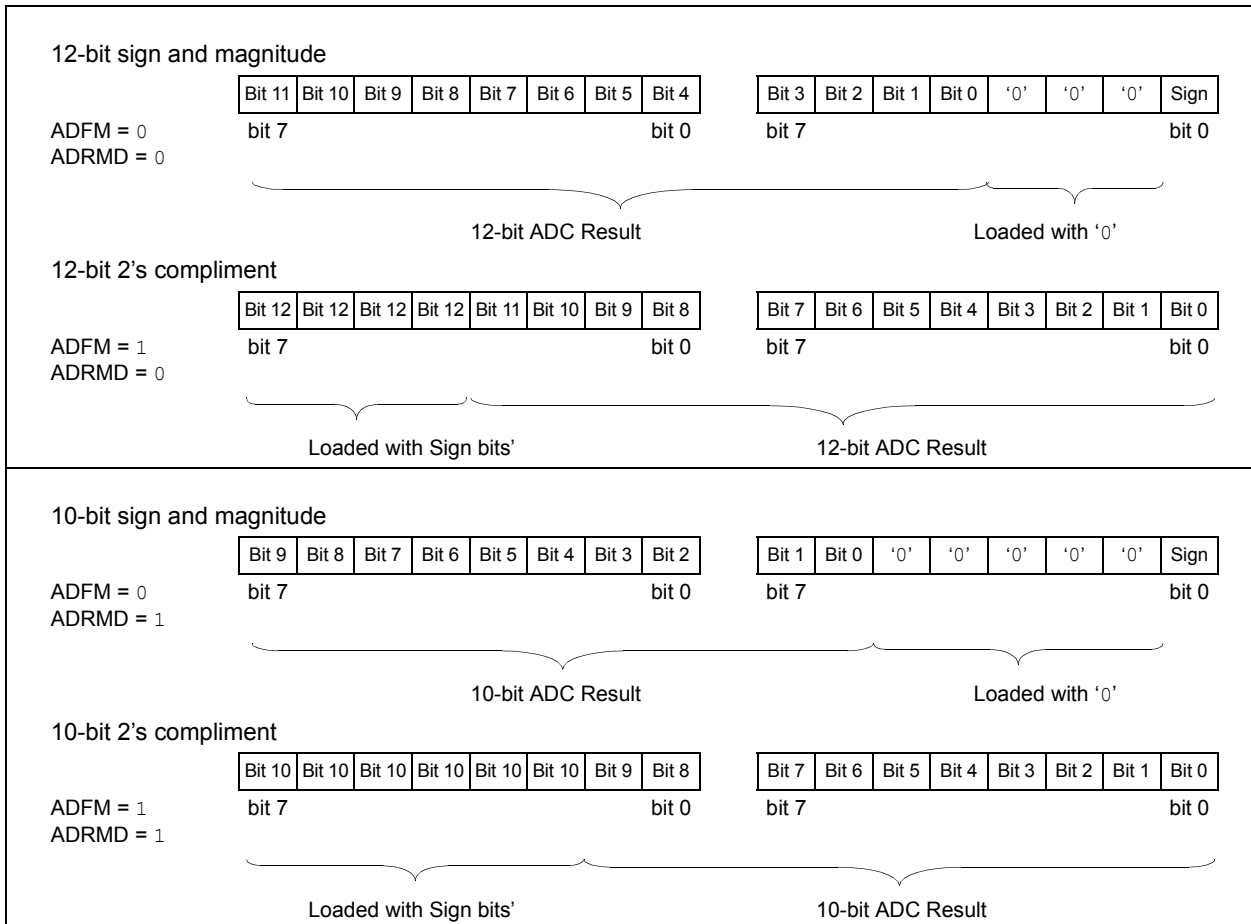 12-bit sign and magnitude
Bit 11 Bit 10 Bit 9 Bit 8 Bit 7 Bit 6 Bit 5 Bit 4 Bit 3 Bit 2 Bit 1 Bit 0 ‘0’ ‘0’ ‘0’ Sign
ADFM = 0 bit 7 bit 0 bit 7 bit 0
ADRMD = 0
12-bit ADC Result Loaded with ‘0’
12-bit 2’s compliment
Bit 12 Bit 12 Bit 12 Bit 12 Bit 11 Bit 10 Bit 9 Bit 8 Bit 7 Bit 6 Bit 5 Bit 4 Bit 3 Bit 2 Bit 1 Bit 0
ADFM = 1 bit 7 bit 0 bit 7 bit 0
ADRMD = 0
Loaded with Sign bits’ 12-bit ADC Result
10-bit sign and magnitude
Bit 9 Bit 8 Bit 7 Bit 6 Bit 5 Bit 4 Bit 3 Bit 2 Bit 1 Bit 0 ‘0’ ‘0’ ‘0’ ‘0’ ‘0’ Sign
ADFM = 0 bit 7 bit 0 bit 7 bit 0
ADRMD = 1
10-bit ADC Result Loaded with ‘0’
10-bit 2’s compliment
Bit 10 Bit 10 Bit 10 Bit 10 Bit 10 Bit 10 Bit 9 Bit 8 Bit 7 Bit 6 Bit 5 Bit 4 Bit 3 Bit 2 Bit 1 Bit 0
ADFM = 1 bit 7 bit 0 bit 7 bit 0
ADRMD = 1
Loaded with Sign bits’ 10-bit ADC Result